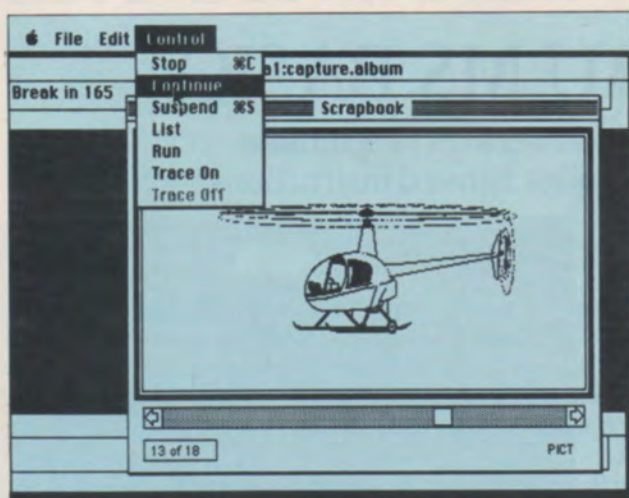 File Edit Control
Stop ⌘C
a1:capture.album
Break in 165
Continue
Suspend ⌘S
Scrapbook
List
Run
Trace On
Trace Off
13 of 18
PICT